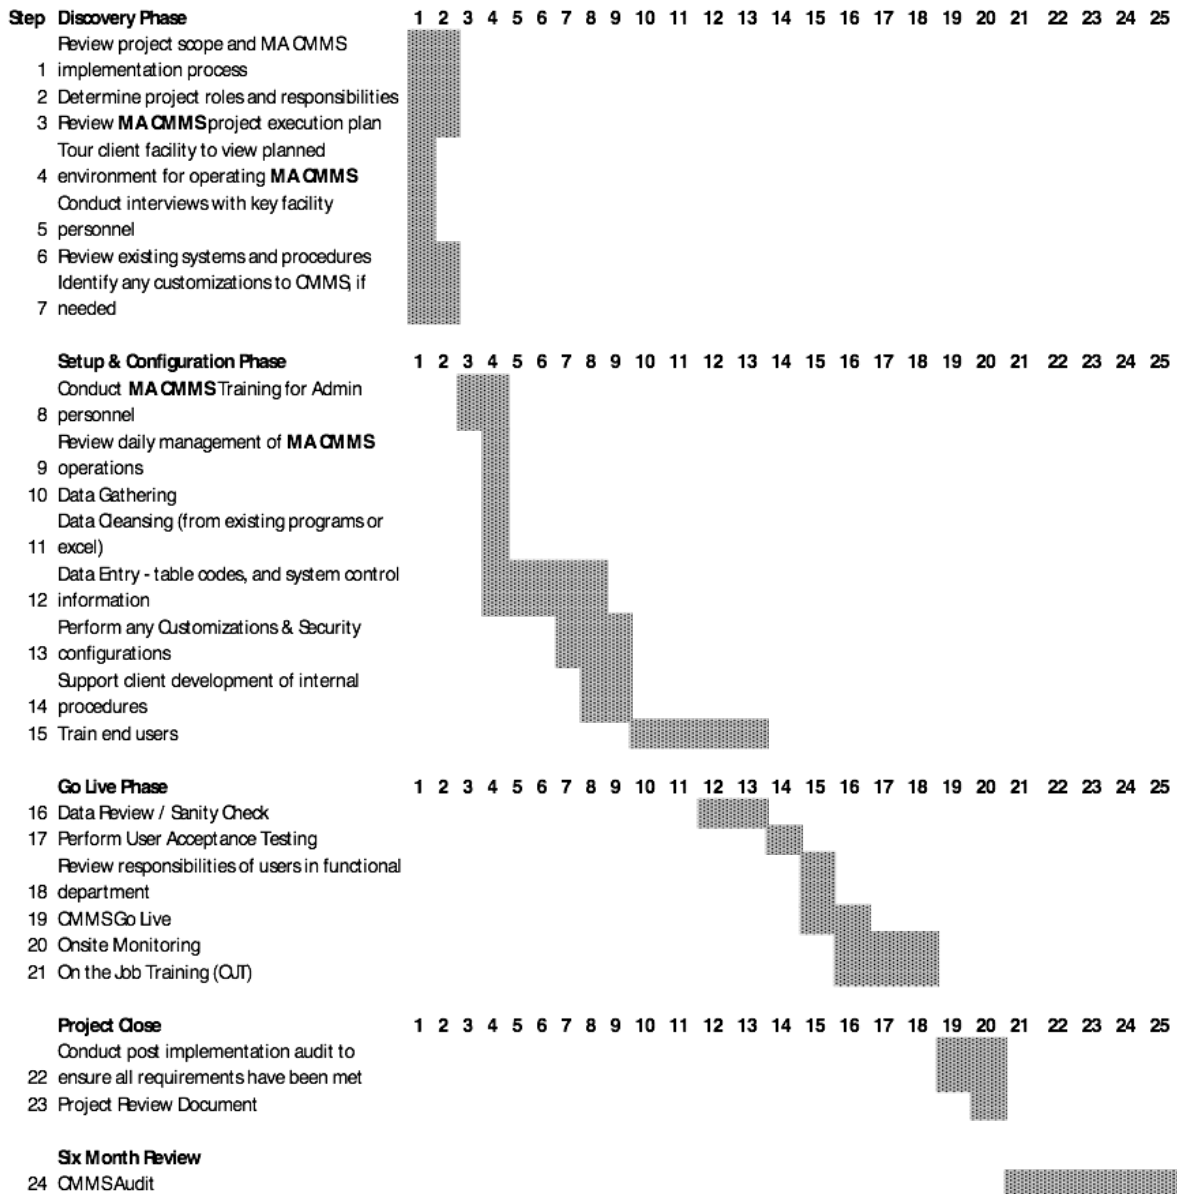 Step Discovery Phase 1 2 3 4 5 6 7 8 9 10 11 12 13 14 15 16 17 18 19 20 21 22 23 24 25
Review project scope and MA CMMS
1 implementation process
2 Determine project roles and responsibilities
3 Review MA CMMS project execution plan
Tour client facility to view planned
4 environment for operating MA CMMS
Conduct interviews with key facility
5 personnel
6 Review existing systems and procedures
Identify any customizations to CMMS, if
7 needed
Setup & Configuration Phase 1 2 3 4 5 6 7 8 9 10 11 12 13 14 15 16 17 18 19 20 21 22 23 24 25
Conduct MA CMMS Training for Admin
8 personnel
Review daily management of MA CMMS
9 operations
10 Data Gathering
Data Cleansing (from existing programs or
11 excel)
Data Entry - table codes, and system control
12 information
Perform any Customizations & Security
13 configurations
Support client development of internal
14 procedures
15 Train end users
Go Live Phase 1 2 3 4 5 6 7 8 9 10 11 12 13 14 15 16 17 18 19 20 21 22 23 24 25
16 Data Review / Sanity Check
17 Perform User Acceptance Testing
Review responsibilities of users in functional
18 department
19 CMMS Go Live
20 Onsite Monitoring
21 On the Job Training (OJT)
Project Close 1 2 3 4 5 6 7 8 9 10 11 12 13 14 15 16 17 18 19 20 21 22 23 24 25
Conduct post implementation audit to
22 ensure all requirements have been met
23 Project Review Document
Six Month Review
24 CMMS Audit